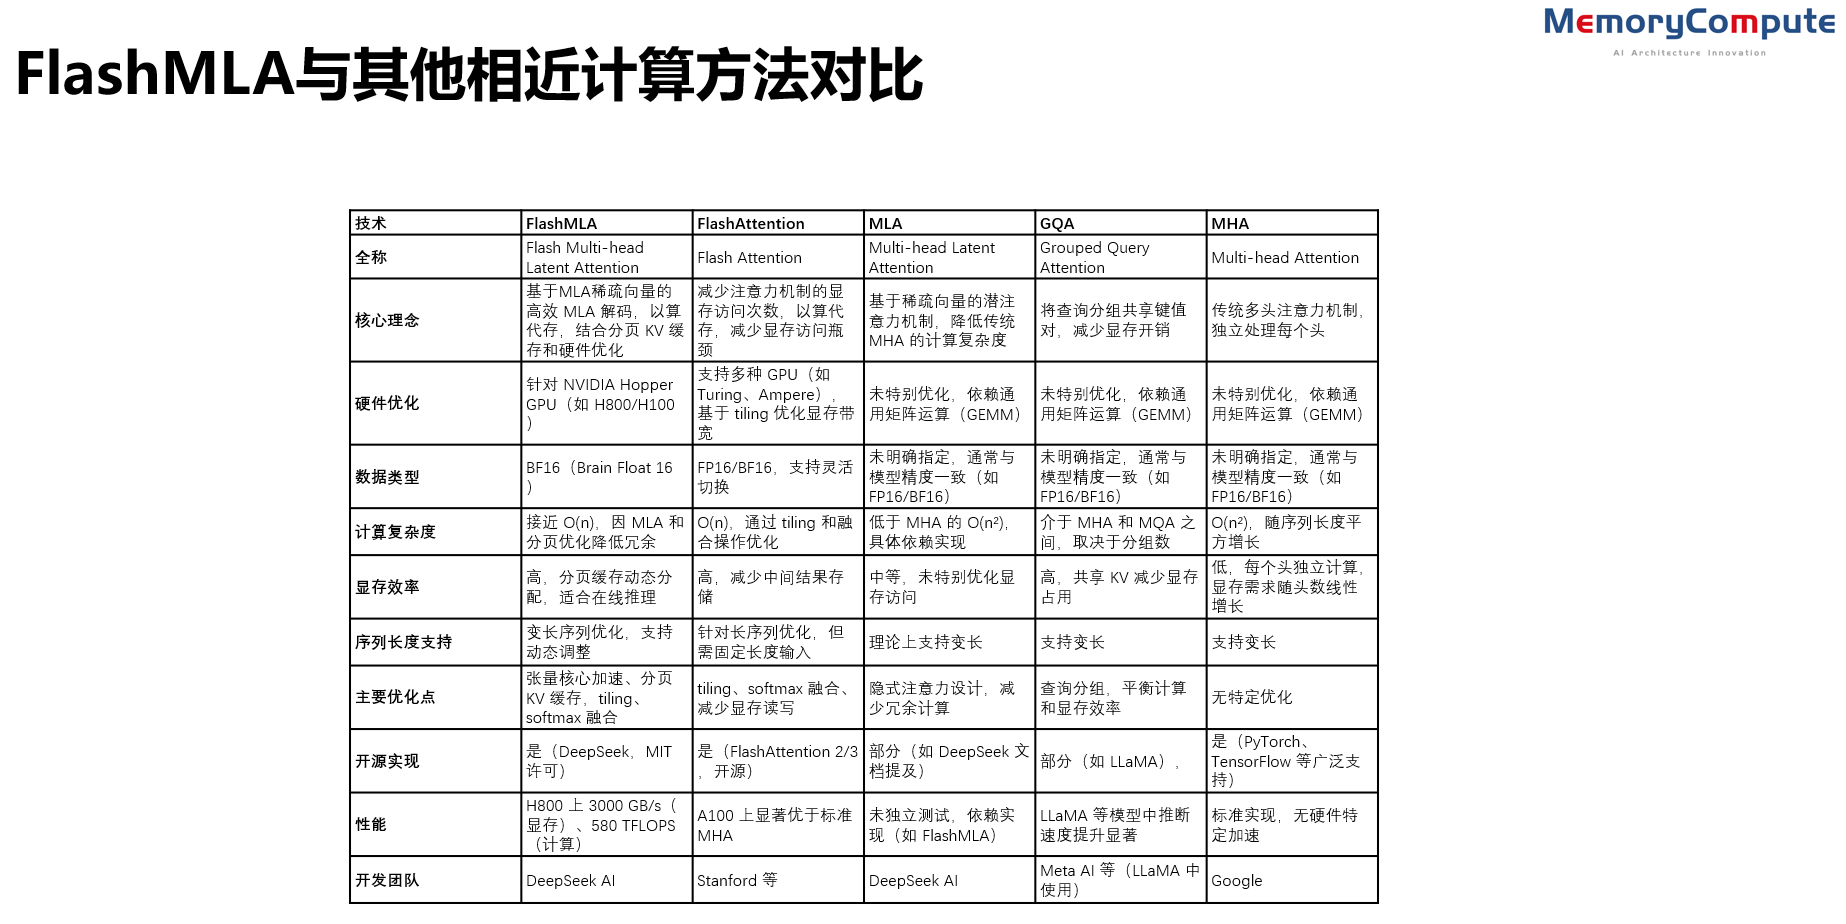 MemoryCompute
AI Architecture Innovation
FlashMLA与其他相近计算方法对比
技术
FlashMLA
FlashAttention
MLA
GQA
MHA
全称
Flash Multi-head
Latent Attention
Flash Attention
Multi-head Latent
Attention
Grouped Query
Attention
Multi-head Attention
核心理念
基于MLA稀疏向量的
高效 MLA 解码，以算
代存，结合分页 KV 缓
存和硬件优化
减少注意力机制的显
存访问次数，以算代
存，减少显存访问瓶
颈
基于稀疏向量的潜注
意力机制，降低传统
MHA 的计算复杂度
将查询分组共享键值
对，减少显存开销
传统多头注意力机制，
独立处理每个头
硬件优化
针对 NVIDIA Hopper
GPU（如 H800/H100
）
支持多种 GPU（如
Turing、Ampere），
基于 tiling 优化显存带
宽
未特别优化，依赖通
用矩阵运算（GEMM）
未特别优化，依赖通
用矩阵运算（GEMM）
未特别优化，依赖通
用矩阵运算（GEMM）
数据类型
BF16（Brain Float 16
）
FP16/BF16，支持灵活
切换
未明确指定，通常与
模型精度一致（如
FP16/BF16）
未明确指定，通常与
模型精度一致（如
FP16/BF16）
未明确指定，通常与
模型精度一致（如
FP16/BF16）
计算复杂度
接近 O(n)，因 MLA 和
分页优化降低冗余
O(n)，通过 tiling 和融
合操作优化
低于 MHA 的 O(n²)，
具体依赖实现
介于 MHA 和 MQA 之
间，取决于分组数
O(n²)，随序列长度平
方增长
显存效率
高，分页缓存动态分
配，适合在线推理
高，减少中间结果存
储
中等，未特别优化显
存访问
高，共享 KV 减少显存
占用
低，每个头独立计算，
显存需求随头数线性
增长
序列长度支持
变长序列优化，支持
动态调整
针对长序列优化，但
需固定长度输入
理论上支持变长
支持变长
支持变长
主要优化点
张量核心加速、分页
KV 缓存，tiling、
softmax 融合
tiling、softmax 融合、
减少显存读写
隐式注意力设计，减
少冗余计算
查询分组，平衡计算
和显存效率
无特定优化
开源实现
是（DeepSeek，MIT
许可）
是（FlashAttention 2/3
，开源）
部分（如 DeepSeek 文
档提及）
部分（如 LLaMA），
是（PyTorch、
TensorFlow 等广泛支
持）
性能
H800 上 3000 GB/s（
显存）、580 TFLOPS
（计算）
A100 上显著优于标准
MHA
未独立测试，依赖实
现（如 FlashMLA）
LLaMA 等模型中推断
速度提升显著
标准实现，无硬件特
定加速
开发团队
DeepSeek AI
Stanford 等
DeepSeek AI
Meta AI 等（LLaMA 中
使用）
Google